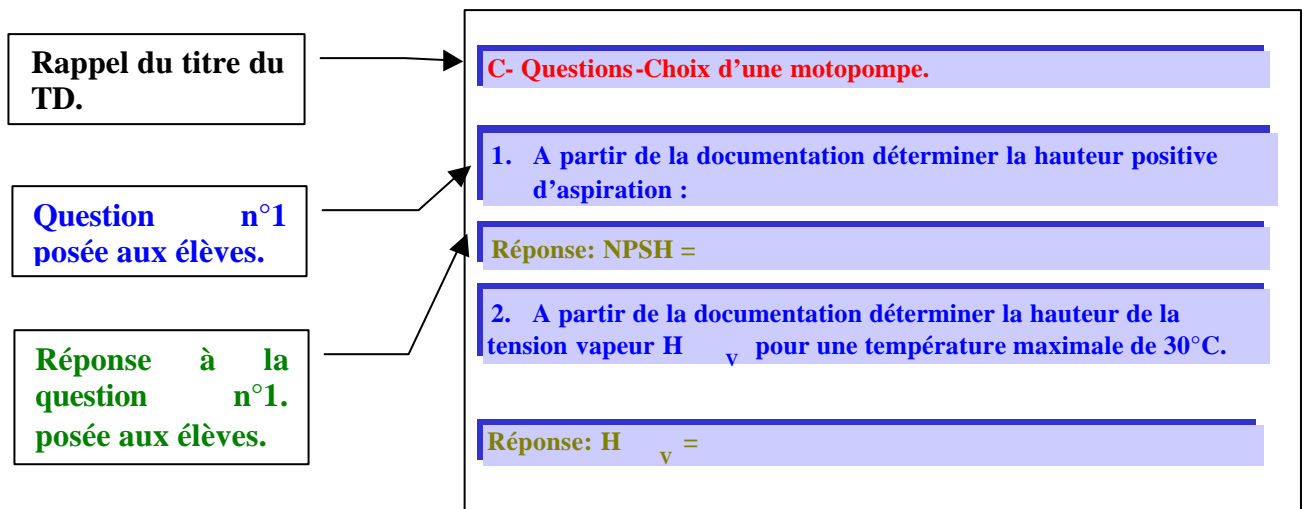 Rappel du titre du
TD.
Question n°1
posée aux élèves.
Réponse à la
question n°1.
posée aux élèves.
C- Questions-Choix d’une motopompe.
1. A partir de la documentation déterminer la hauteur positive
d’aspiration :
Réponse: NPSH =
2. A partir de la documentation déterminer la hauteur de la
tension vapeur H v pour une température maximale de 30°C.
Réponse: H v =